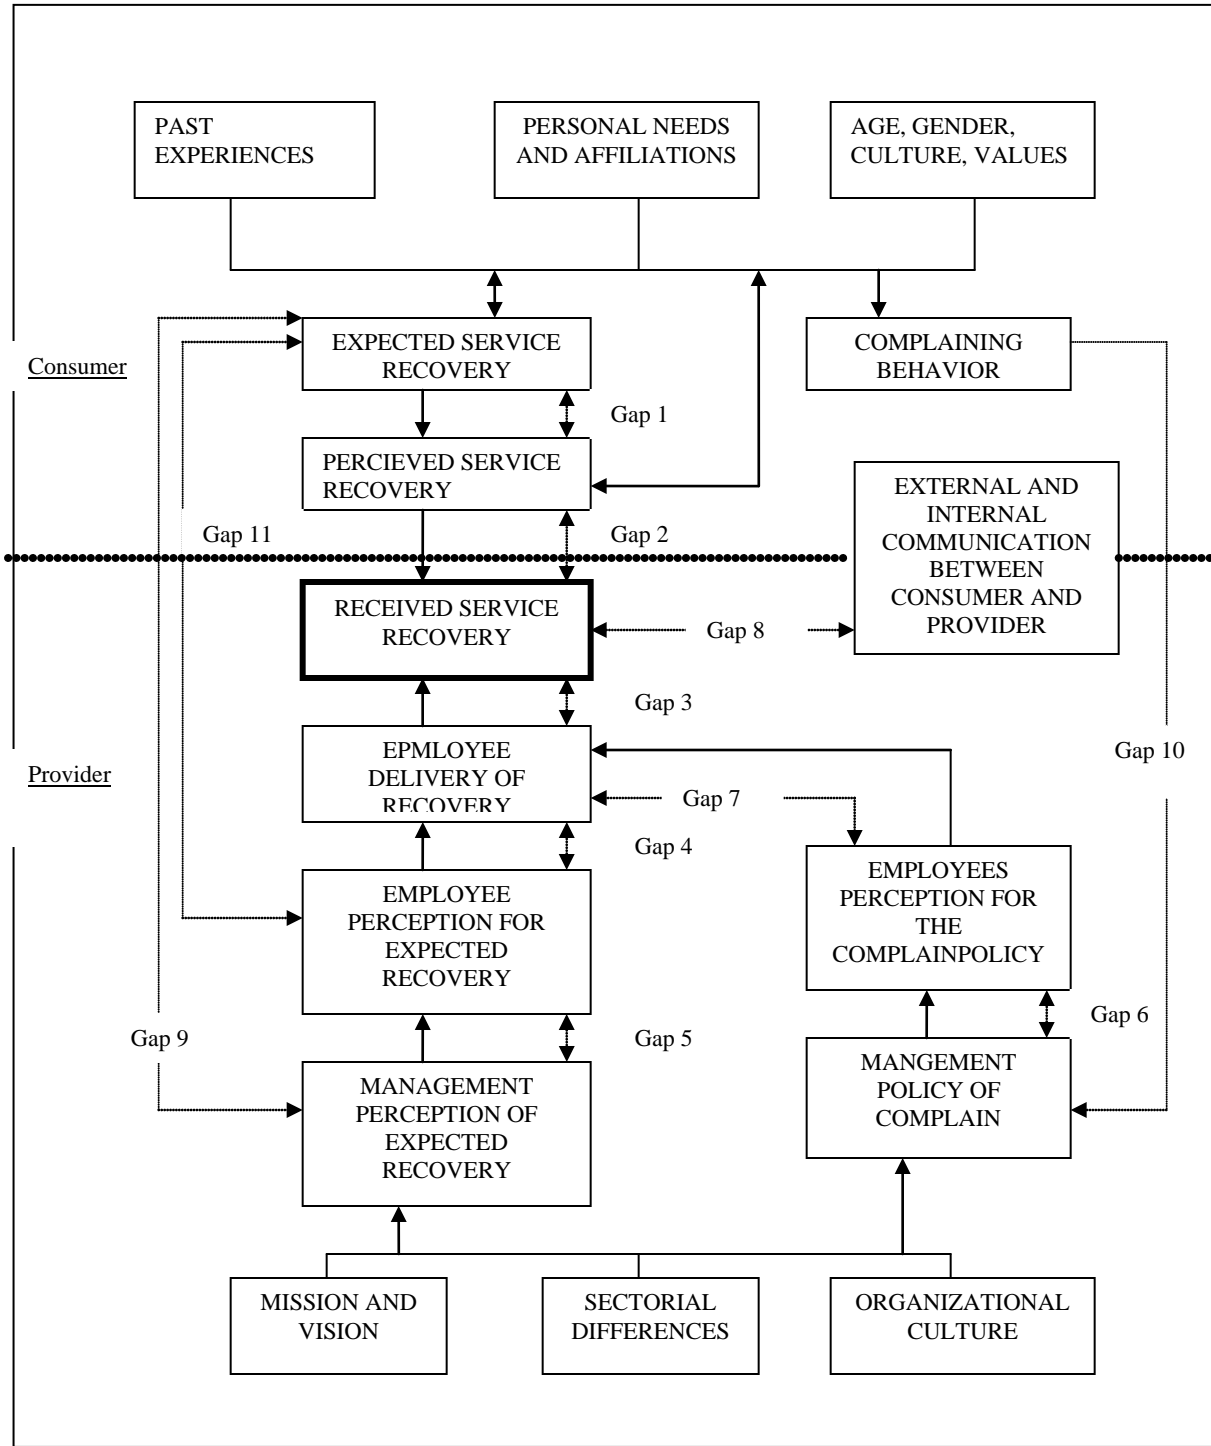 PAST
EXPERIENCES
PERSONAL NEEDS
AND AFFILIATIONS
AGE, GENDER,
CULTURE, VALUES
Consumer
EXPECTED SERVICE
RECOVERY
COMPLAINING
BEHAVIOR
Gap 1
PERCIEVED SERVICE
RECOVERY
EXTERNAL AND
INTERNAL
COMMUNICATION
BETWEEN
CONSUMER AND
PROVIDER
Gap 11
Gap 2
RECEIVED SERVICE
RECOVERY
Gap 8
Gap 3
Provider
EPMLOYEE
DELIVERY OF
RECOVERY
Gap 10
Gap 7
Gap 4
EMPLOYEE
PERCEPTION FOR
EXPECTED
RECOVERY
EMPLOYEES
PERCEPTION FOR
THE
COMPLAINPOLICY
Gap 9
Gap 5
Gap 6
MANAGEMENT
PERCEPTION OF
EXPECTED
RECOVERY
MANGEMENT
POLICY OF
COMPLAIN
MISSION AND
VISION
SECTORIAL
DIFFERENCES
ORGANIZATIONAL
CULTURE